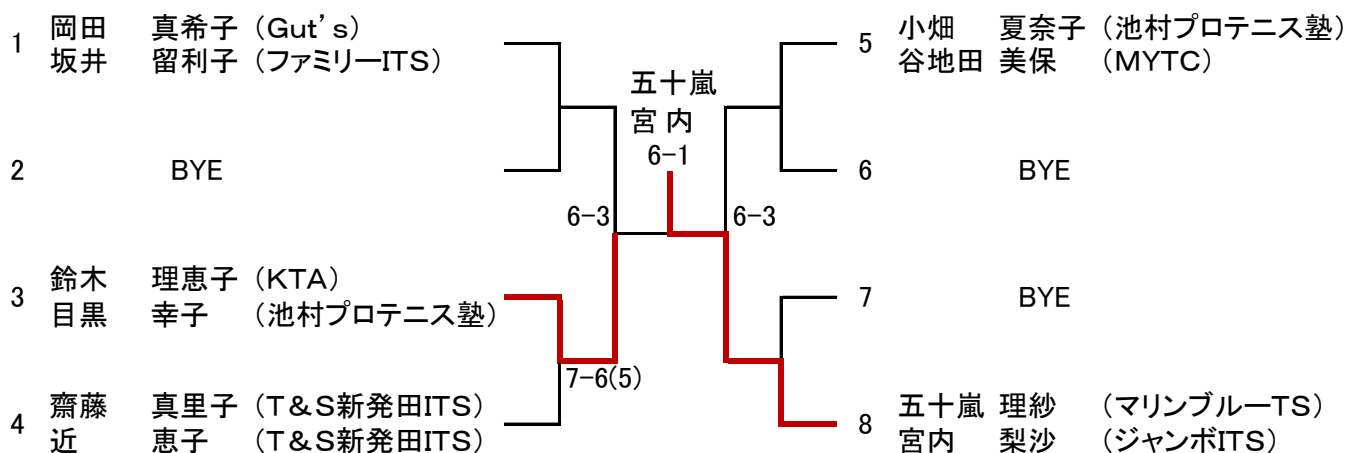 1 岡田 真希子 (Gut's)
坂井 留利子 (ファミリーITS)
2 BYE
3 鈴木 理恵子 (KTA)
目黒 幸子 (池村プロテニス塾)
4 齋藤 真里子 (T&S新発田ITS)
近 恵子 (T&S新発田ITS)
6-3
7-6(5)
五十嵐
宮内
6-1
6-3
5 小畑 夏奈子 (池村プロテニス塾)
谷地田 美保 (MYTC)
6 BYE
7 BYE
8 五十嵐 理紗 (マリンブルーTS)
宮内 梨沙 (ジャンボITS)